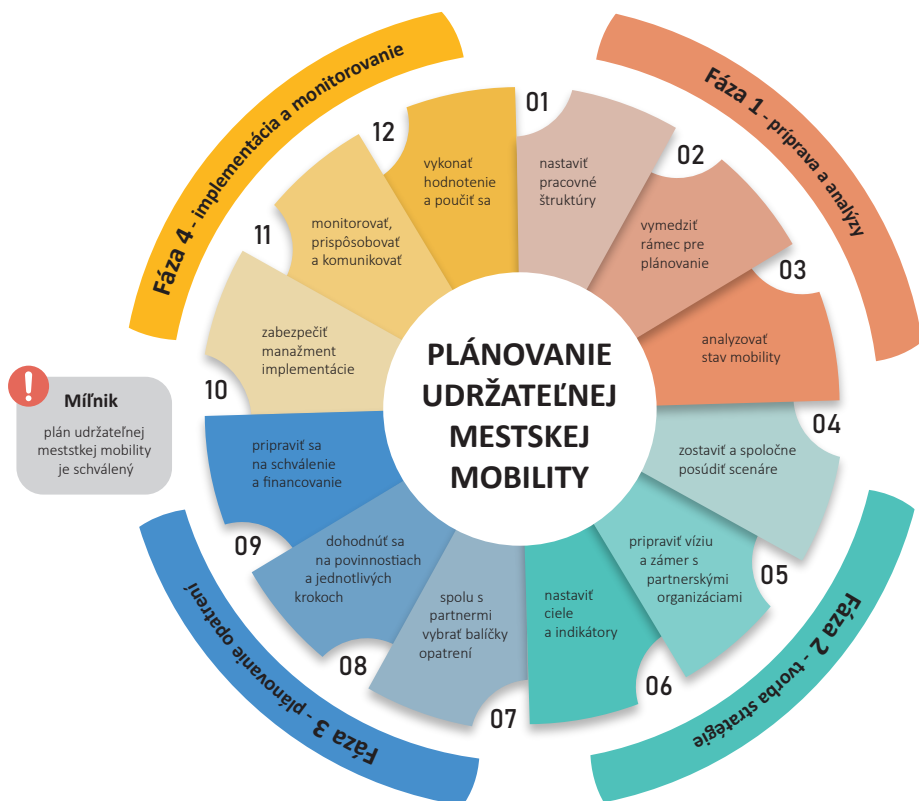 PLÁNOVANIE
UDRŽATEĽNEJ
MESTSKEJ
MOBILITY
Fáza 1 - príprava a analýzy
01
nastaviť
pracovné
štruktúry
02
vymedziť
rámec pre
plánovanie
03
analyzovať
stav mobility
Fáza 2 - tvorba stratégie
04
zostaviť a spoločne
posúdiť scenáre
05
pripraviť víziu
a zámer s
partnerskými
organizáciami
06
nastaviť
ciele
a indikátory
Fáza 3 - plánovanie opatrení
07
spolu s
partnermi
vybrať balíčky
opatrení
08
dohodnúť sa
na povinnostiach
a jednotlivých
krokoch
09
pripraviť sa
na schválenie
a financovanie
!
Míľnik
plán udržateľnej
meststkej mobility
je schválený
Fáza 4 - implementácia a monitorovanie
10
zabezpečiť
manažment
implementácie
11
monitorovať,
prispôsobovať
a komunikovať
12
vykonať
hodnotenie
a poučiť sa